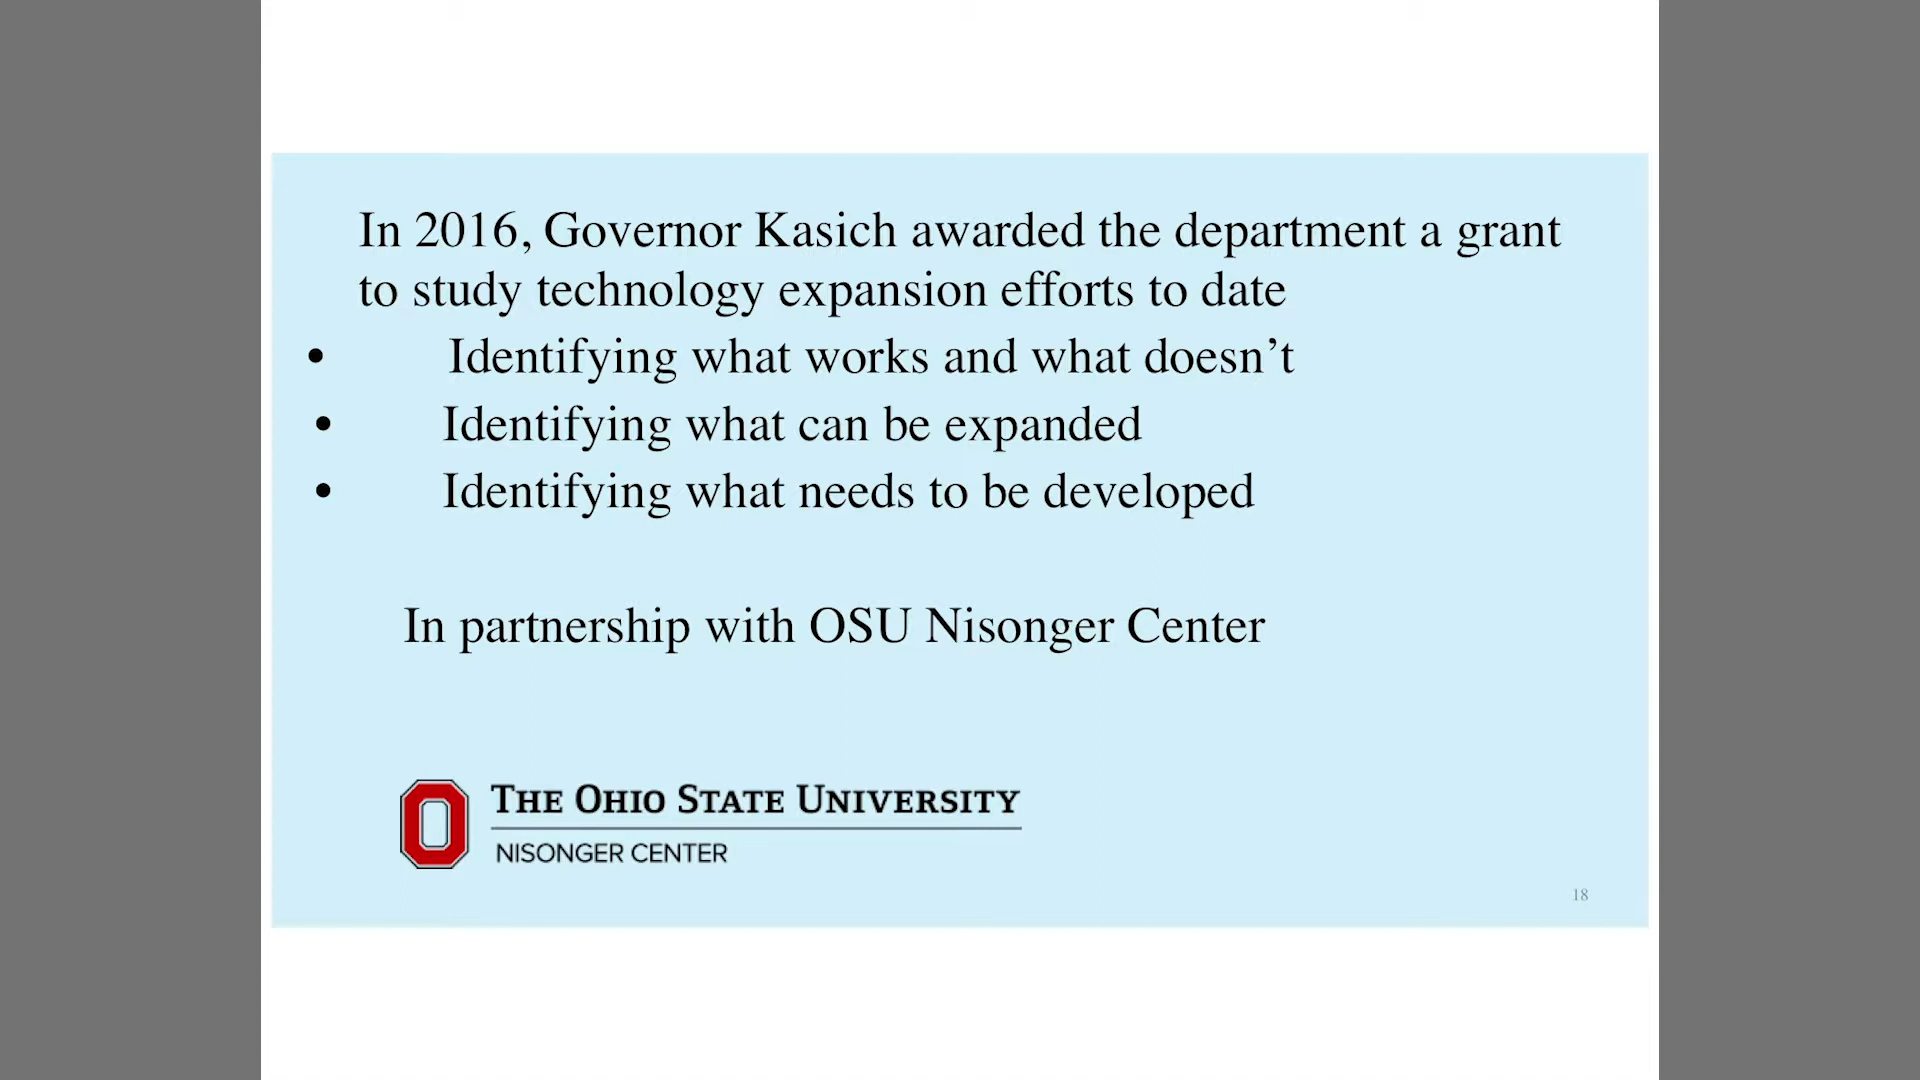 In 2016, Governor Kasich awarded the department a grant
to study technology expansion efforts to date
• Identifying what works and what doesn’t
• Identifying what can be expanded
• Identifying what needs to be developed
In partnership with OSU Nisonger Center
THE OHIO STATE UNIVERSITY
NISONGER CENTER
18